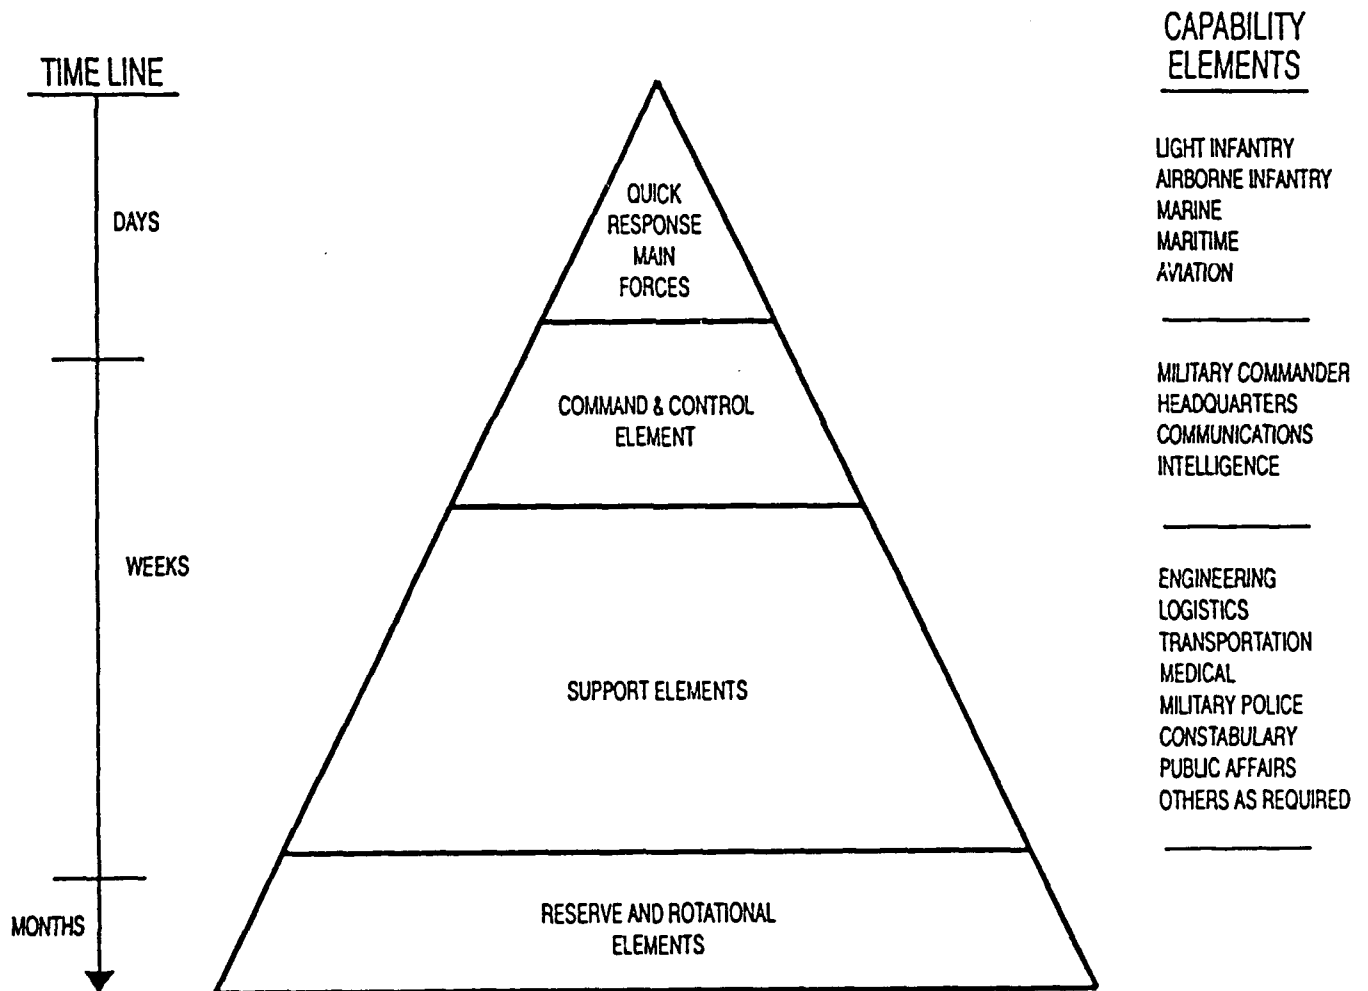 TIME LINE
DAYS
WEEKS
MONTHS
QUICK
RESPONSE
MAIN
FORCES
COMMAND & CONTROL
ELEMENT
SUPPORT ELEMENTS
RESERVE AND ROTATIONAL
ELEMENTS
CAPABILITY
ELEMENTS
LIGHT INFANTRY
AIRBORNE INFANTRY
MARINE
MARITIME
AVIATION
MILITARY COMMANDER
HEADQUARTERS
COMMUNICATIONS
INTELLIGENCE
ENGINEERING
LOGISTICS
TRANSPORTATION
MEDICAL
MILITARY POLICE
CONSTABULARY
PUBLIC AFFAIRS
OTHERS AS REQUIRED